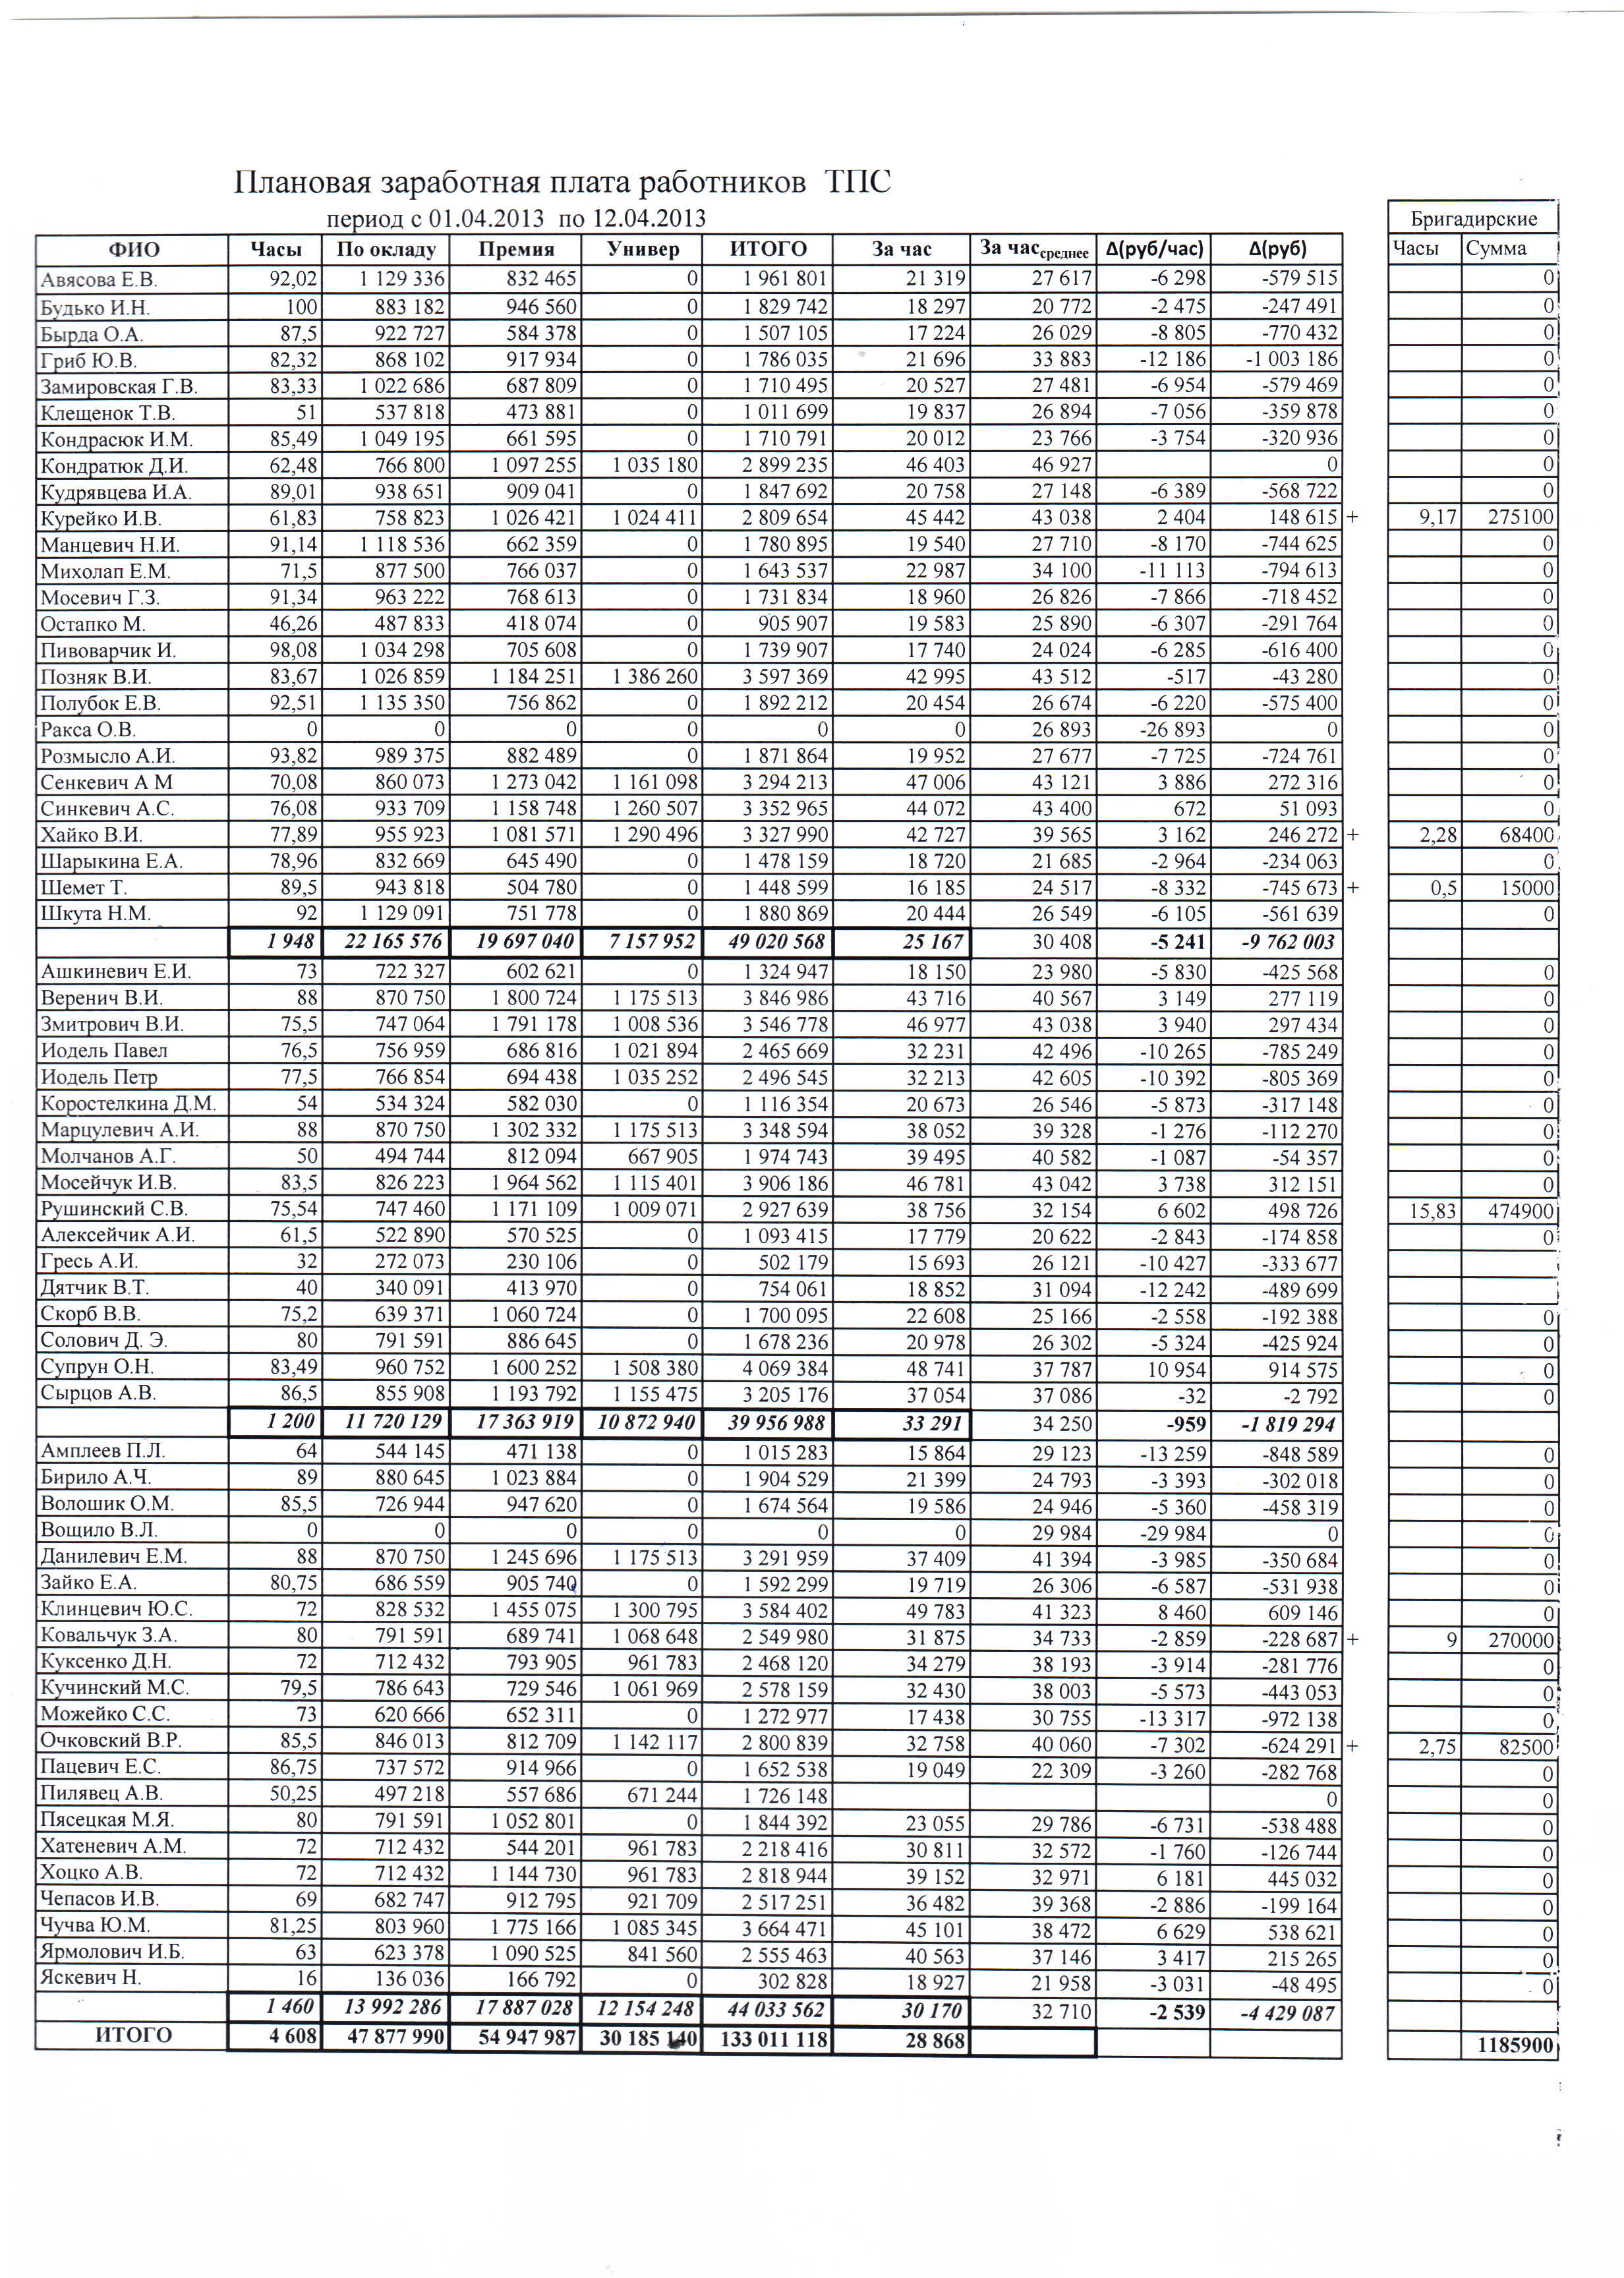 Плановая заработная плата работников ТПС
период с 01.04.2013 по 12.04.2013
Бригадирские
ФИО Часы По окладу Премия Универ ИТОГО За час За час среднее Δ(руб/час) Δ(руб) Часы Сумма
Авясова Е.В. 92,02 1 129 336 832 465 0 1 961 801 21 319 27 617 -6 298 -579 515 0
Будько И.Н. 100 883 182 946 560 0 1 829 742 18 297 20 772 -2 475 -247 491 0
Бырда О.А. 87,5 922 727 584 378 0 1 507 105 17 224 26 029 -8 805 -770 432 0
Гриб Ю.В. 82,32 868 102 917 934 0 1 786 035 21 696 33 883 -12 186 -1 003 186 0
Замировская Г.В. 83,33 1 022 686 687 809 0 1 710 495 20 527 27 481 -6 954 -579 469 0
Клещенок Т.В. 51 537 818 473 881 0 1 011 699 19 837 26 894 -7 056 -359 878 0
Кондрасюк И.М. 85,49 1 049 195 661 595 0 1 710 791 20 012 23 766 -3 754 -320 936 0
Кондратюк Д.И. 62,48 766 800 1 097 255 1 035 180 2 899 235 46 403 46 927 0 0
Кудрявцева И.А. 89,01 938 651 909 041 0 1 847 692 20 758 27 148 -6 389 -568 722 0
Курейко И.В. 61,83 758 823 1 026 421 1 024 411 2 809 654 45 442 43 038 2 404 148 615 + 9,17 275100
Манцевич Н.И. 91,14 1 118 536 662 359 0 1 780 895 19 540 27 710 -8 170 -744 625 0
Михолап Е.М. 71,5 877 500 766 037 0 1 643 537 22 987 34 100 -11 113 -794 613 0
Мосевич Г.З. 91,34 963 222 768 613 0 1 731 834 18 960 26 826 -7 866 -718 452 0
Остапко М. 46,26 487 833 418 074 0 905 907 19 583 25 890 -6 307 -291 764 0
Пивоварчик И. 98,08 1 034 298 705 608 0 1 739 907 17 740 24 024 -6 285 -616 400 0
Позняк В.И. 83,67 1 026 859 1 184 251 1 386 260 3 597 369 42 995 43 512 -517 -43 280 0
Полубок Е.В. 92,51 1 135 350 756 862 0 1 892 212 20 454 26 674 -6 220 -575 400 0
Ракса О.В. 0 0 0 0 0 0 26 893 -26 893 0 0
Розмысло А.И. 93,82 989 375 882 489 0 1 871 864 19 952 27 677 -7 725 -724 761 0
Сенкевич А М 70,08 860 073 1 273 042 1 161 098 3 294 213 47 006 43 121 3 886 272 316 0
Синкевич А.С. 76,08 933 709 1 158 748 1 260 507 3 352 965 44 072 43 400 672 51 093 0
Хайко В.И. 77,89 955 923 1 081 571 1 290 496 3 327 990 42 727 39 565 3 162 246 272 + 2,28 68400
Шарыкина Е.А. 78,96 832 669 645 490 0 1 478 159 18 720 21 685 -2 964 -234 063 0
Шемет Т. 89,5 943 818 504 780 0 1 448 599 16 185 24 517 -8 332 -745 673 + 0,5 15000
Шкута Н.М. 92 1 129 091 751 778 0 1 880 869 20 444 26 549 -6 105 -561 639 0
1 948 22 165 576 19 697 040 7 157 952 49 020 568 25 167 30 408 -5 241 -9 762 003
Ашкиневич Е.И. 73 722 327 602 621 0 1 324 947 18 150 23 980 -5 830 -425 568 0
Веренич В.И. 88 870 750 1 800 724 1 175 513 3 846 986 43 716 40 567 3 149 277 119 0
Змитрович В.И. 75,5 747 064 1 791 178 1 008 536 3 546 778 46 977 43 038 3 940 297 434 0
Иодель Павел 76,5 756 959 686 816 1 021 894 2 465 669 32 231 42 496 -10 265 -785 249 0
Иодель Петр 77,5 766 854 694 438 1 035 252 2 496 545 32 213 42 605 -10 392 -805 369 0
Коростелкина Д.М. 54 534 324 582 030 0 1 116 354 20 673 26 546 -5 873 -317 148 0
Марцулевич А.И. 88 870 750 1 302 332 1 175 513 3 348 594 38 052 39 328 -1 276 -112 270 0
Молчанов А.Г. 50 494 744 812 094 667 905 1 974 743 39 495 40 582 -1 087 -54 357 0
Мосейчук И.В. 83,5 826 223 1 964 562 1 115 401 3 906 186 46 781 43 042 3 738 312 151 0
Рушинский С.В. 75,54 747 460 1 171 109 1 009 071 2 927 639 38 756 32 154 6 602 498 726 15,83 474900
Алексейчик А.И. 61,5 522 890 570 525 0 1 093 415 17 779 20 622 -2 843 -174 858 0
Гресь А.И. 32 272 073 230 106 0 502 179 15 693 26 121 -10 427 -333 677
Дятчик В.Т. 40 340 091 413 970 0 754 061 18 852 31 094 -12 242 -489 699
Скорб В.В. 75,2 639 371 1 060 724 0 1 700 095 22 608 25 166 -2 558 -192 388 0
Солович Д. Э. 80 791 591 886 645 0 1 678 236 20 978 26 302 -5 324 -425 924 0
Супрун О.Н. 83,49 960 752 1 600 252 1 508 380 4 069 384 48 741 37 787 10 954 914 575 0
Сырцов А.В. 86,5 855 908 1 193 792 1 155 475 3 205 176 37 054 37 086 -32 -2 792 0
1 200 11 720 129 17 363 919 10 872 940 39 956 988 33 291 34 250 -959 -1 819 294
Амплеев П.Л. 64 544 145 471 138 0 1 015 283 15 864 29 123 -13 259 -848 589 0
Бирило А.Ч. 89 880 645 1 023 884 0 1 904 529 21 399 24 793 -3 393 -302 018 0
Волошик О.М. 85,5 726 944 947 620 0 1 674 564 19 586 24 946 -5 360 -458 319 0
Вощило В.Л. 0 0 0 0 0 0 29 984 -29 984 0 0
Данилевич Е.М. 88 870 750 1 245 696 1 175 513 3 291 959 37 409 41 394 -3 985 -350 684 0
Зайко Е.А. 80,75 686 559 905 740 0 1 592 299 19 719 26 306 -6 587 -531 938 0
Клинцевич Ю.С. 72 828 532 1 455 075 1 300 795 3 584 402 49 783 41 323 8 460 609 146 0
Ковальчук З.А. 80 791 591 689 741 1 068 648 2 549 980 31 875 34 733 -2 859 -228 687 + 9 270000
Куксенко Д.Н. 72 712 432 793 905 961 783 2 468 120 34 279 38 193 -3 914 -281 776 0
Кучинский М.С. 79,5 786 643 729 546 1 061 969 2 578 159 32 430 38 003 -5 573 -443 053 0
Можейко С.С. 73 620 666 652 311 0 1 272 977 17 438 30 755 -13 317 -972 138 0
Очковский В.Р. 85,5 846 013 812 709 1 142 117 2 800 839 32 758 40 060 -7 302 -624 291 + 2,75 82500
Пацевич Е.С. 86,75 737 572 914 966 0 1 652 538 19 049 22 309 -3 260 -282 768 0
Пилявец А.В. 50,25 497 218 557 686 671 244 1 726 148 0 0
Пясецкая М.Я. 80 791 591 1 052 801 0 1 844 392 23 055 29 786 -6 731 -538 488 0
Хатеневич А.М. 72 712 432 544 201 961 783 2 218 416 30 811 32 572 -1 760 -126 744 0
Хоцко А.В. 72 712 432 1 144 730 961 783 2 818 944 39 152 32 971 6 181 445 032 0
Чепасов И.В. 69 682 747 912 795 921 709 2 517 251 36 482 39 368 -2 886 -199 164 0
Чучва Ю.М. 81,25 803 960 1 775 166 1 085 345 3 664 471 45 101 38 472 6 629 538 621 0
Ярмолович И.Б. 63 623 378 1 090 525 841 560 2 555 463 40 563 37 146 3 417 215 265 0
Яскевич Н. 16 136 036 166 792 0 302 828 18 927 21 958 -3 031 -48 495 0
1 460 13 992 286 17 887 028 12 154 248 44 033 562 30 170 32 710 -2 539 -4 429 087
ИТОГО 4 608 47 877 990 54 947 987 30 185 140 133 011 118 28 868 1185900